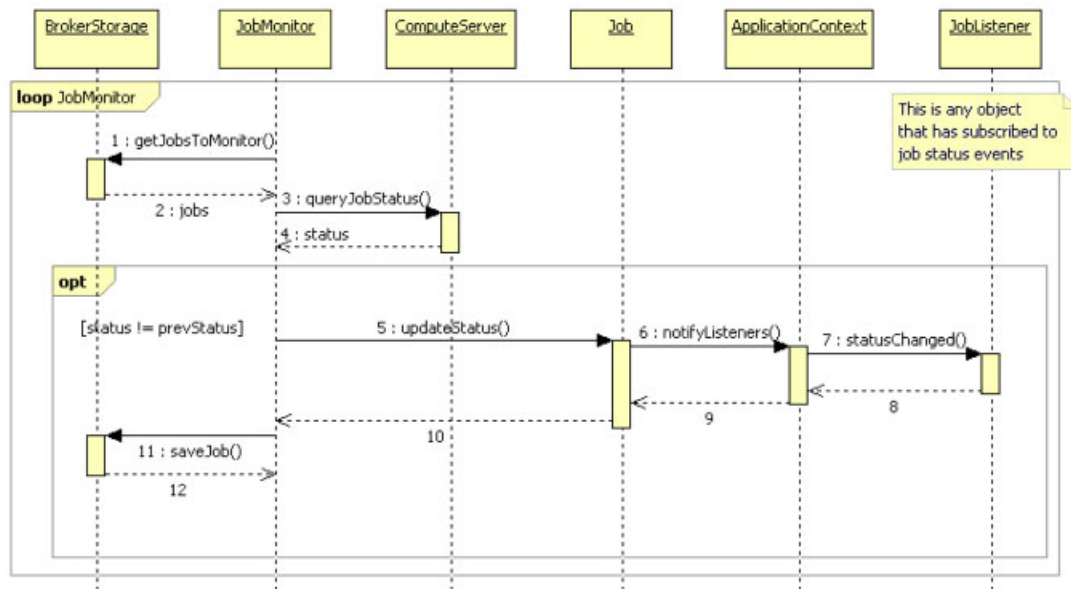 BrokerStorage
JobMonitor
ComputeServer
Job
ApplicationContext
JobListener
loop JobMonitor
This is any object
that has subscribed to
job status events
1 : getJobsToMonitor()
2 : jobs
3 : queryJobStatus()
4 : status
opt
[status != prevStatus]
5 : updateStatus()
6 : notifyListeners()
7 : statusChanged()
8
9
10
11 : saveJob()
12